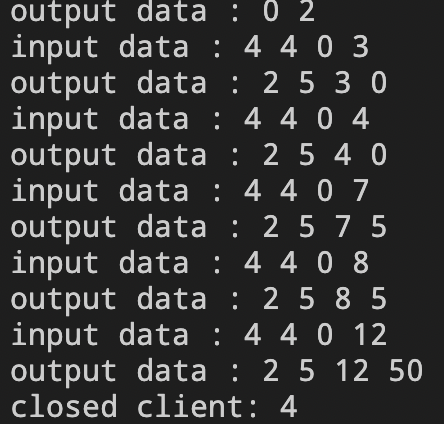 output data : 0 2
input data : 4 4 0 3
output data : 2 5 3 0
input data : 4 4 0 4
output data : 2 5 4 0
input data : 4 4 0 7
output data : 2 5 7 5
input data : 4 4 0 8
output data : 2 5 8 5
input data : 4 4 0 12
output data : 2 5 12 50
closed client: 4